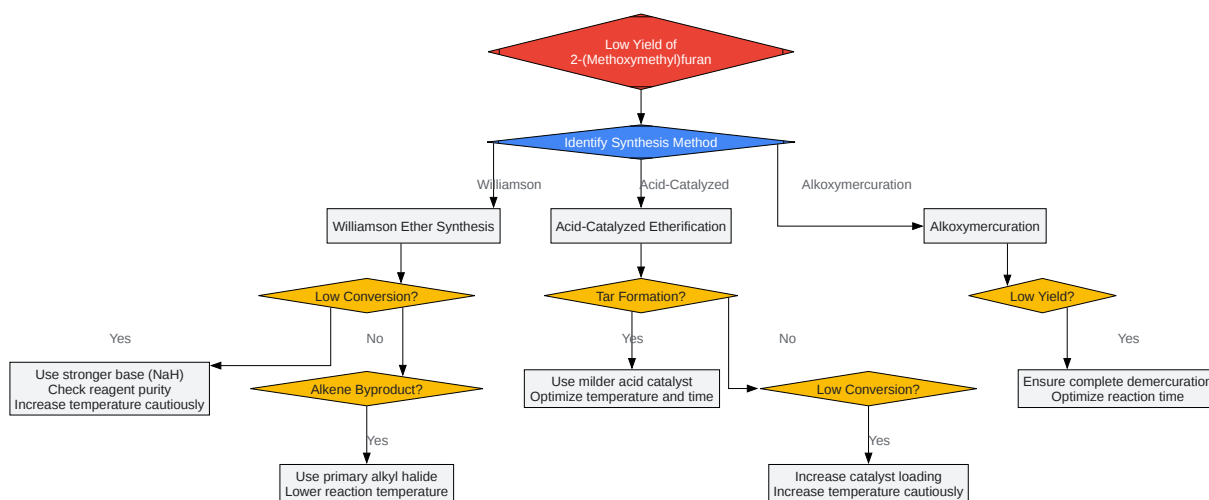 Low Yield of
2-(Methoxymethyl)furan
Identify Synthesis Method
Williamson
Acid-Catalyzed
Alkoxymercuration
Williamson Ether Synthesis
Acid-Catalyzed Etherification
Alkoxymercuration
Low Conversion?
Tar Formation?
Low Yield?
Yes
No
Yes
No
Yes
Use stronger base (NaH)
Check reagent purity
Increase temperature cautiously
Alkene Byproduct?
Use milder acid catalyst
Optimize temperature and time
Low Conversion?
Ensure complete demercuration
Optimize reaction time
Yes
Yes
Use primary alkyl halide
Lower reaction temperature
Increase catalyst loading
Increase temperature cautiously